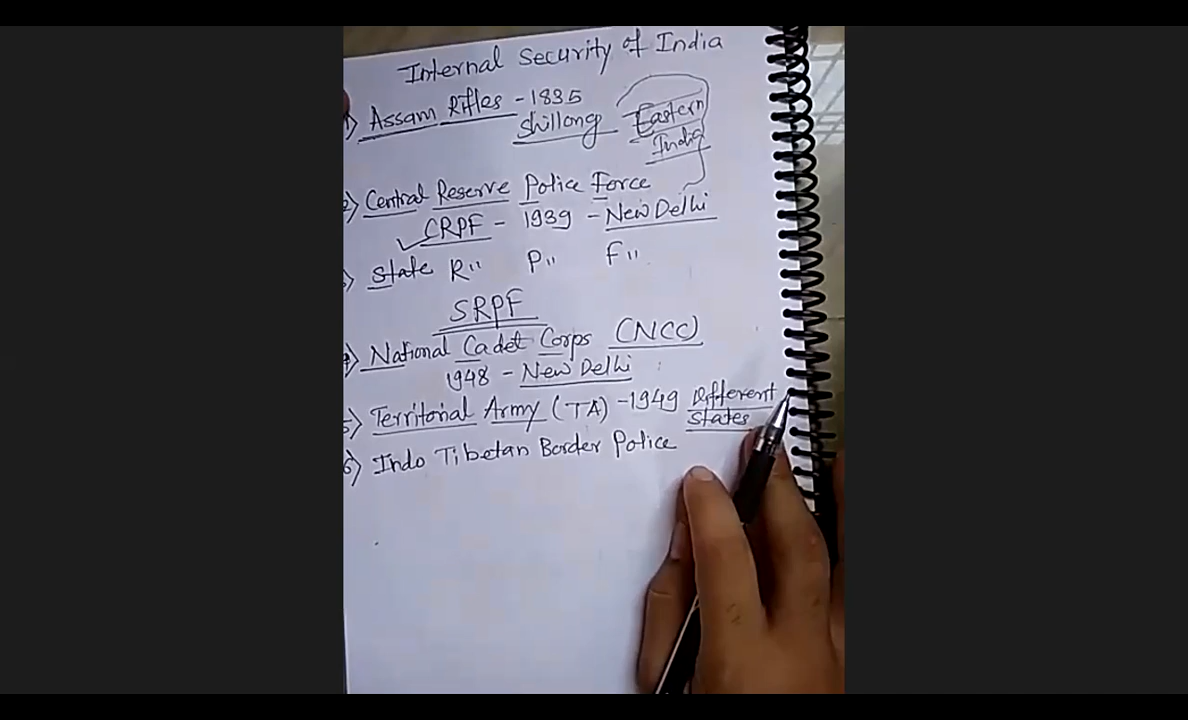 Internal Security of India
1) Assam Rifles - 1835
Shillong Eastern
India
2) Central Reserve Police Force
CRPF - 1939 - New Delhi
3) State R" P" F"
SRPF
4) National Cadet Corps (NCC)
1948 - New Delhi
5) Territorial Army (TA) - 1949 Different
States
6) Indo Tibetan Border Police